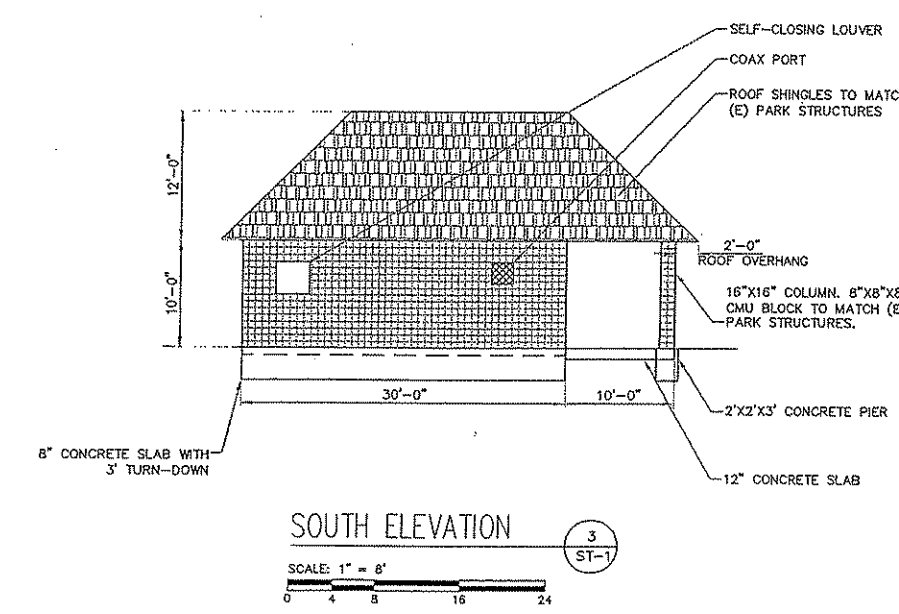 SELF-CLOSING LOUVER
COAX PORT
ROOF SHINGLES TO MATC
(E) PARK STRUCTURES
12'-0"
10'-0"
2'-0"
ROOF OVERHANG
16"X16" COLUMN. 8"X8"X8
CMU BLOCK TO MATCH (E
PARK STRUCTURES.
30'-0"
10'-0"
2'X2'X3' CONCRETE PIER
8" CONCRETE SLAB WITH
3' TURN-DOWN
12" CONCRETE SLAB
SOUTH ELEVATION
3
ST-1
SCALE: 1" = 8'
0 4 8 16 24